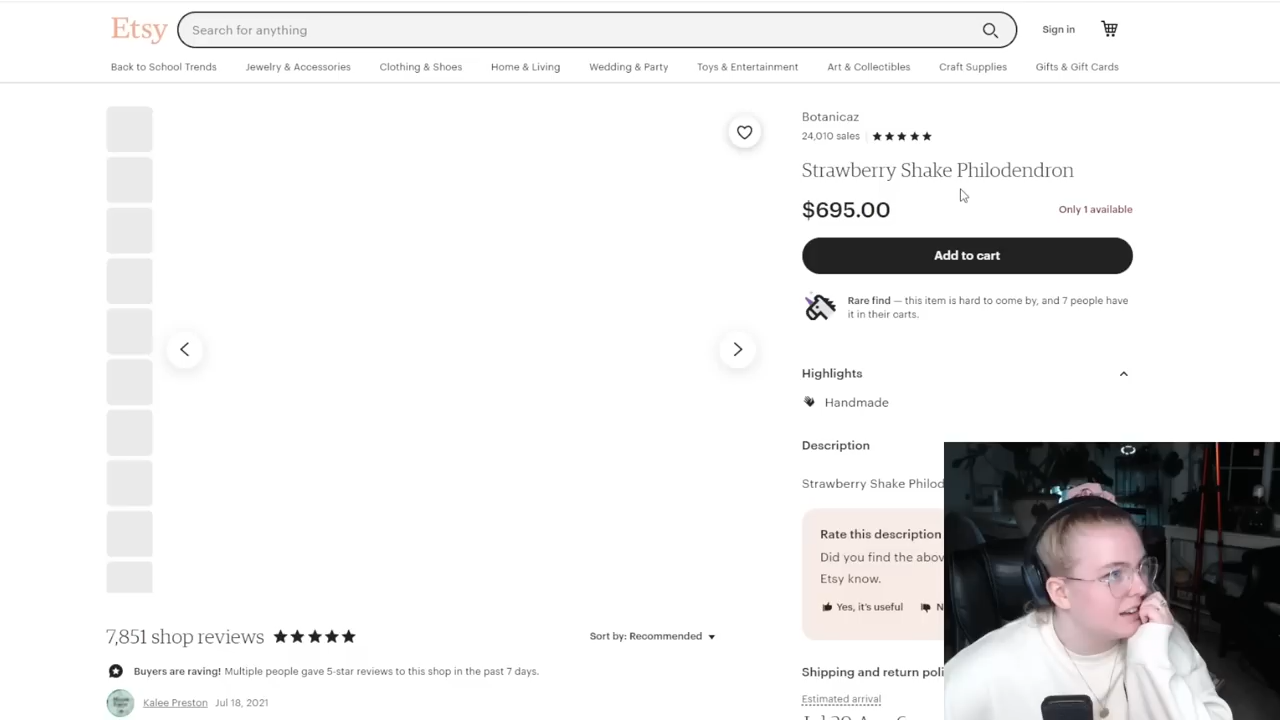 Etsy
Search for anything
Sign in
Back to School Trends
Jewelry & Accessories
Clothing & Shoes
Home & Living
Wedding & Party
Toys & Entertainment
Art & Collectibles
Craft Supplies
Gifts & Gift Cards
Botanicaz
24,010 sales
Strawberry Shake Philodendron
$695.00
Only 1 available
Add to cart
Rare find — this item is hard to come by, and 7 people have
it in their carts.
Highlights
Handmade
Description
Strawberry Shake Philod
Rate this description
Did you find the abov
Etsy know.
Yes, it's useful
N
7,851 shop reviews
Sort by: Recommended
Buyers are raving! Multiple people gave 5-star reviews to this shop in the past 7 days.
Kalee Preston Jul 18, 2021
Shipping and return poli
Estimated arrival